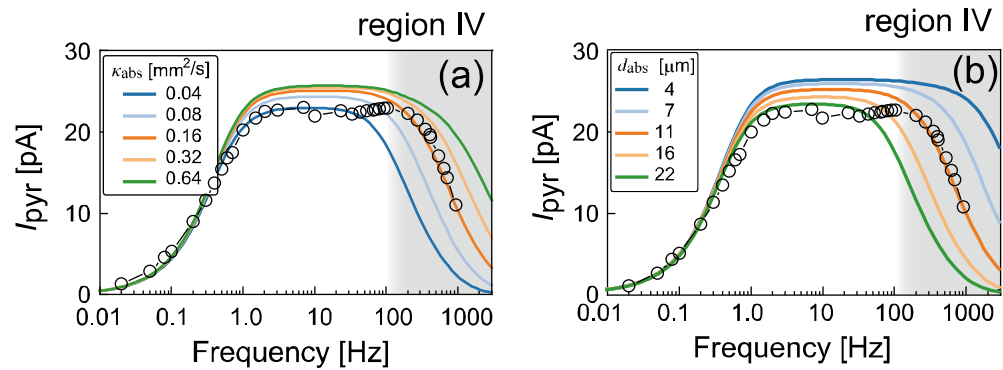 region IV
30
20
10
0
I_pyr [pA]
κ_abs [mm²/s]
0.04
0.08
0.16
0.32
0.64
(a)
0.01 0.1 1.0 10 100 1000
Frequency [Hz]
region IV
30
20
10
0
I_pyr [pA]
d_abs [μm]
4
7
11
16
22
(b)
0.01 0.1 1.0 10 100 1000
Frequency [Hz]